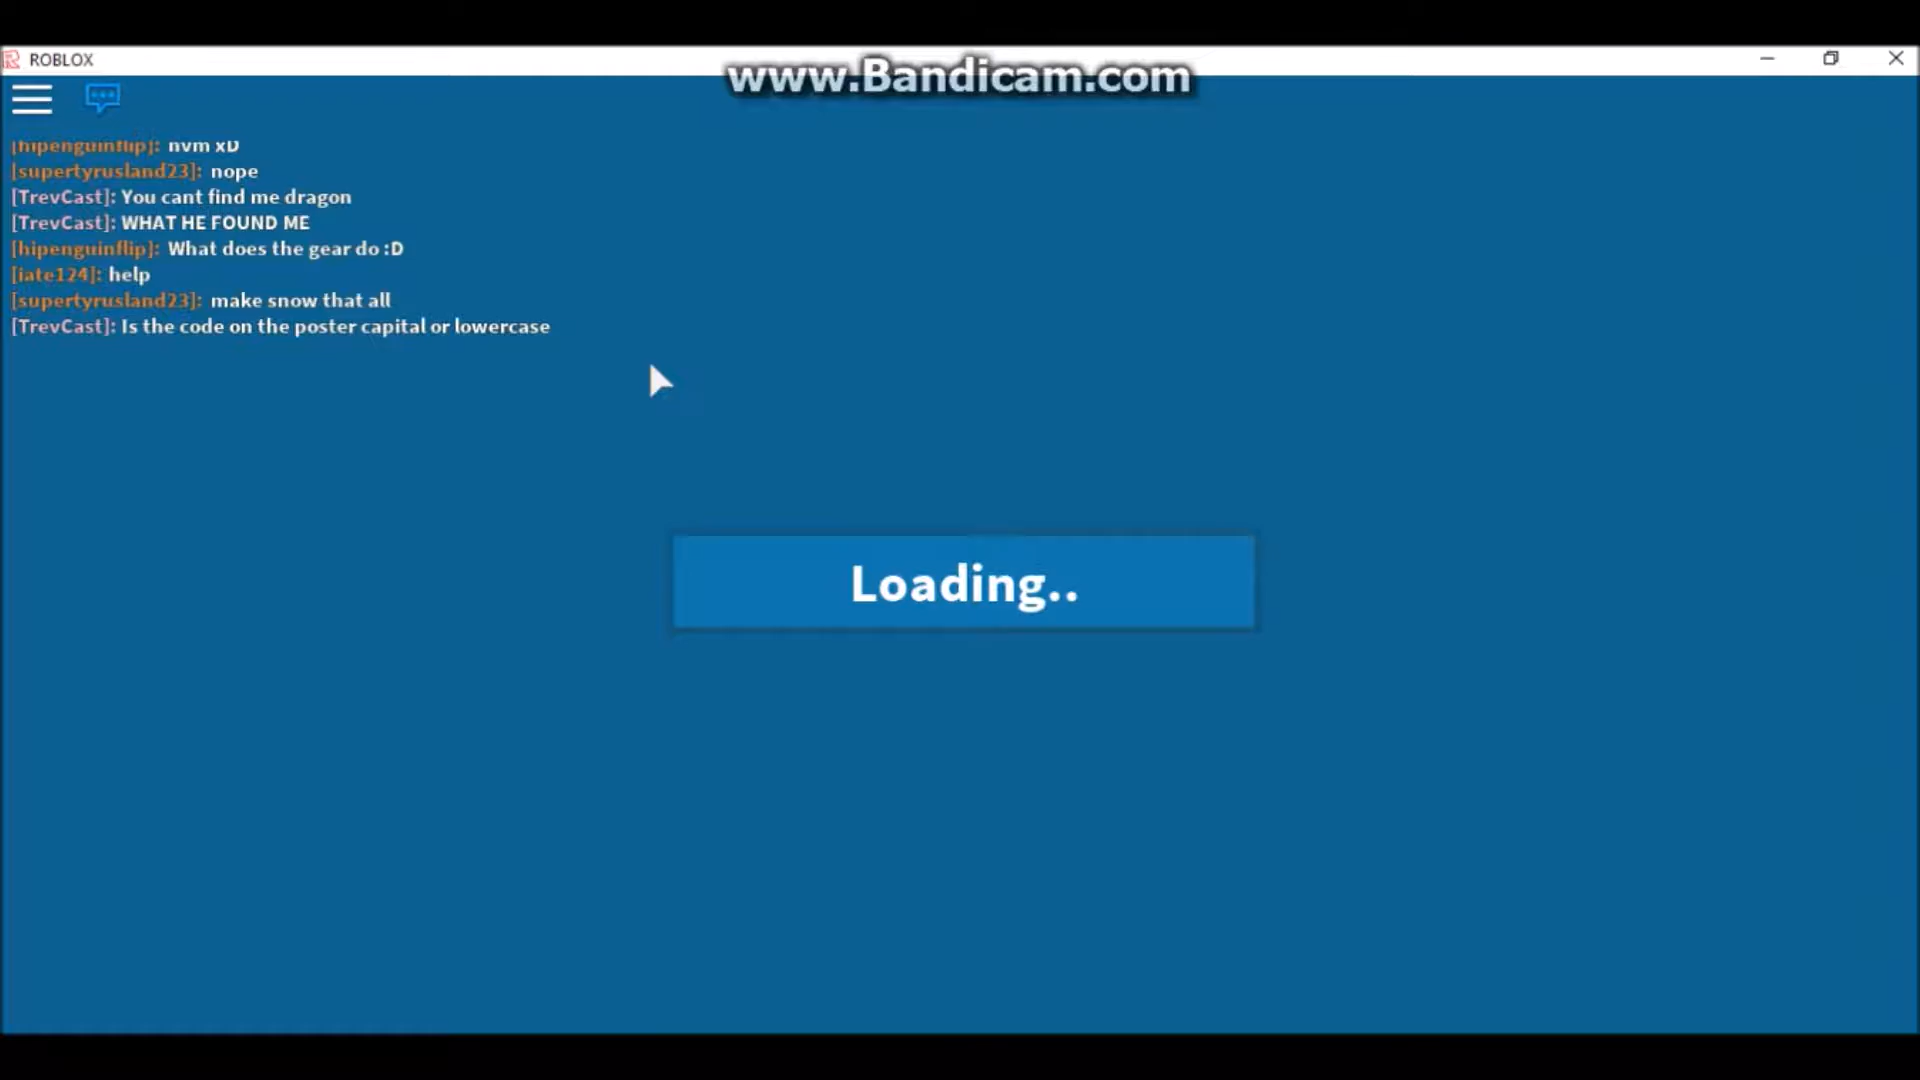 ROBLOX
www.Bandicam.com
[hipenguinflip]: nvm xD
[supertyrusland23]: nope
[TrevCast]: You cant find me dragon
[TrevCast]: WHAT HE FOUND ME
[hipenguinflip]: What does the gear do :D
[iate124]: help
[supertyrusland23]: make snow that all
[TrevCast]: Is the code on the poster capital or lowercase
Loading..